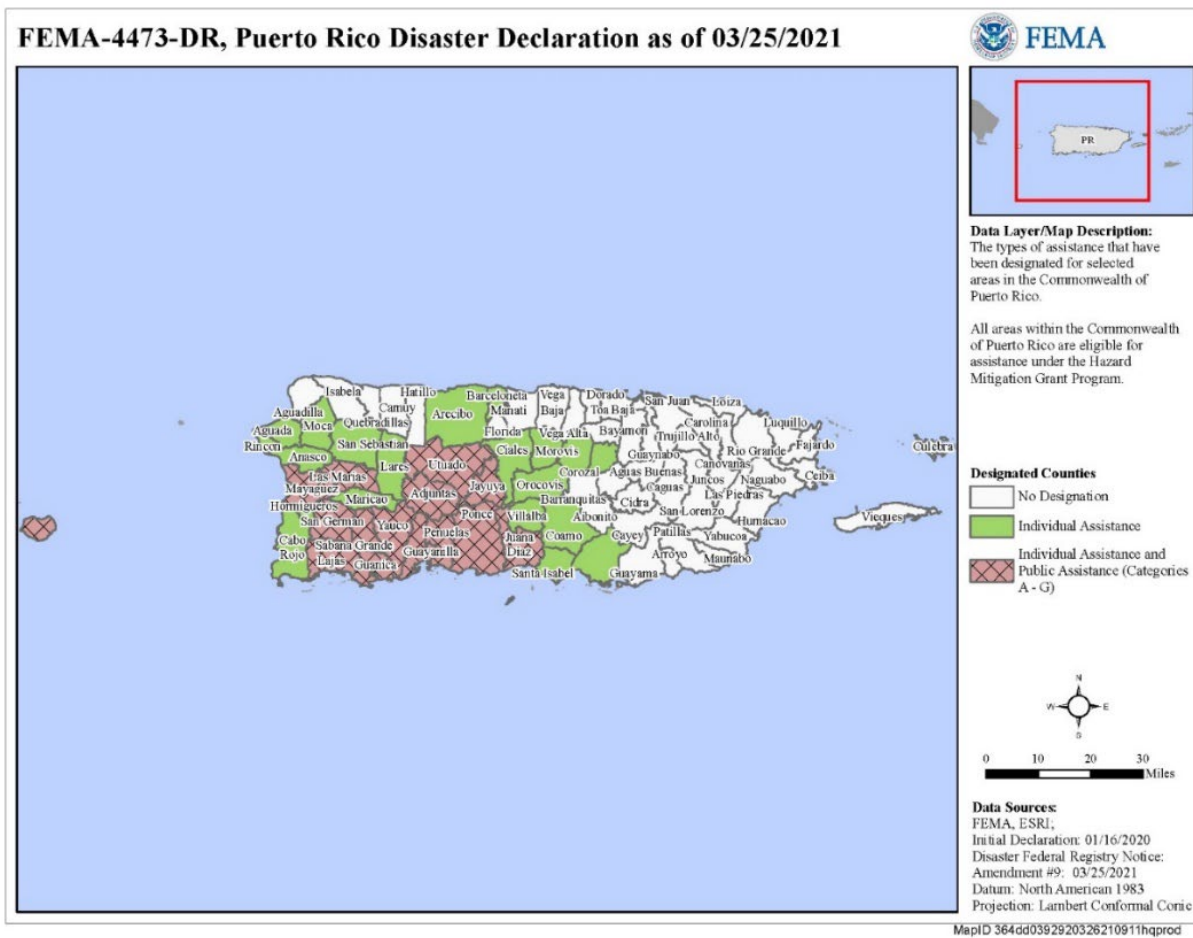 FEMA-4473-DR, Puerto Rico Disaster Declaration as of 03/25/2021
FEMA
PR
Data Layer/Map Description:
The types of assistance that have
been designated for selected
areas in the Commonwealth of
Puerto Rico.
All areas within the Commonwealth
of Puerto Rico are eligible for
assistance under the Hazard
Mitigation Grant Program.
Designated Counties
No Designation
Individual Assistance
Individual Assistance and
Public Assistance (Categories
A - G)
N
W
E
S
0 10 20 30
Miles
Data Sources:
FEMA, ESRI;
Initial Declaration: 01/16/2020
Disaster Federal Registry Notice:
Amendment #9: 03/25/2021
Datum: North American 1983
Projection: Lambert Conformal Conic
MapID 364dd0392920326210911hqprod
Isabela
Hatillo
Camuy
Quebradillas
Aguadilla
Moca
Aguada
Rincon
Anasco
San Sebastian
Lares
Arecibo
Barceloneta
Manati
Florida
Vega
Baja
Vega Alta
Dorado
Toa Baja
Bayamon
San Juan
Loiza
Carolina
Trujillo Alto
Luquillo
Fajardo
Ceiba
Culebra
Rio Grande
Guaynabo
Canovanas
Ciales
Morovis
Corozal
Orocovis
Barranquitas
Aguas Buenas
Caguas
Juncos
Naguabo
Las Piedras
Cidra
San Lorenzo
Humacao
Vieques
Utuado
Las Marias
Mayaguez
Maricao
Adjuntas
Jayuya
Hormigueros
San German
Yauco
Ponce
Villalba
Aibonito
Coamo
Cayey
Patillas
Yabucoa
Cabo
Rojo
Sabana Grande
Lajas
Guanica
Guayanilla
Penuelas
Juana
Diaz
Santa Isabel
Arroyo
Maunabo
Guayama